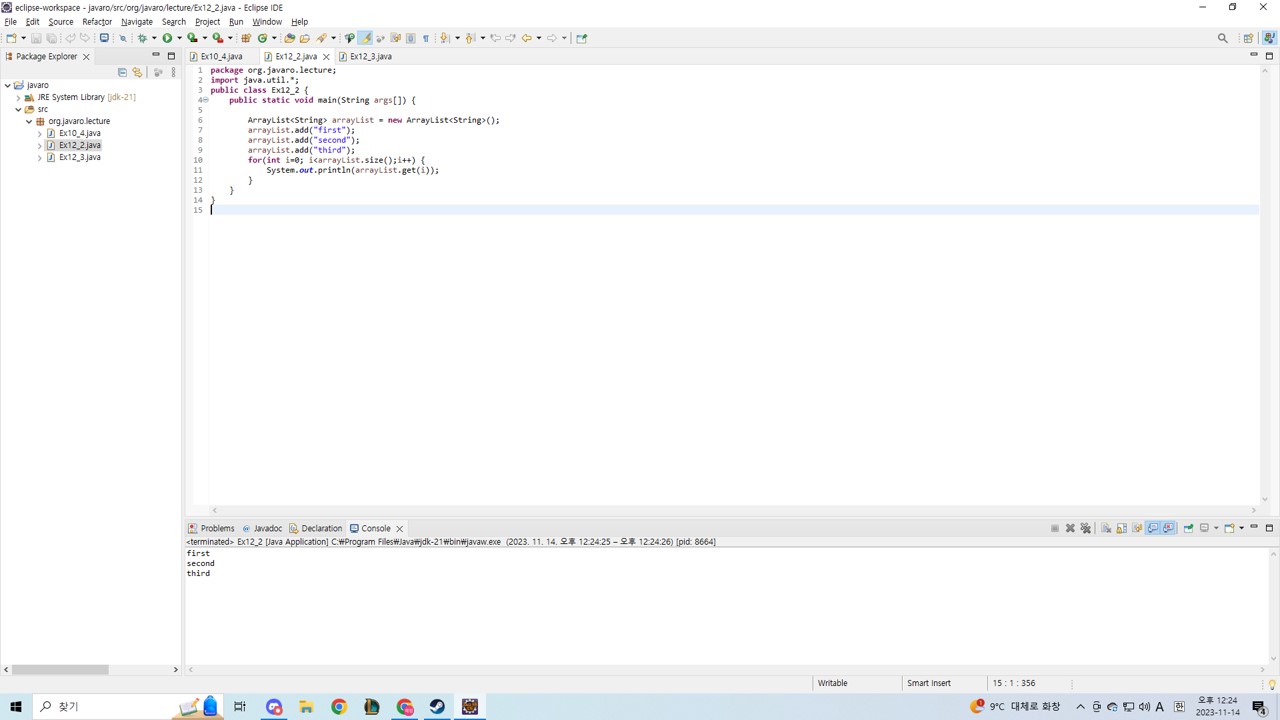 eclipse-workspace - javaro/src/org/javaro/lecture/Ex12_2.java - Eclipse IDE
File Edit Source Refactor Navigate Search Project Run Window Help
Package Explorer
javaro
JRE System Library [jdk-21]
src
org.javaro.lecture
Ex10_4.java
Ex12_2.java
Ex12_3.java
Ex10_4.java Ex12_2.java Ex12_3.java
1 package org.javaro.lecture;
2 import java.util.*;
3 public class Ex12_2 {
4 public static void main(String args[]) {
5
6 ArrayList<String> arrayList = new ArrayList<String>();
7 arrayList.add("first");
8 arrayList.add("second");
9 arrayList.add("third");
10 for(int i=0; i<arrayList.size();i++) {
11 System.out.println(arrayList.get(i));
12 }
13 }
14 }
15
Problems Javadoc Declaration Console
<terminated> Ex12_2 [Java Application] C:₩Program Files₩Java₩jdk-21₩bin₩javaw.exe (2023. 11. 14. 오후 12:24:25 – 오후 12:24:26) [pid: 8664]
first
second
third
Writable Smart Insert 15 : 1 : 356
찾기
9°C 대체로 화창 A 한 오후 12:24
2023-11-14
4